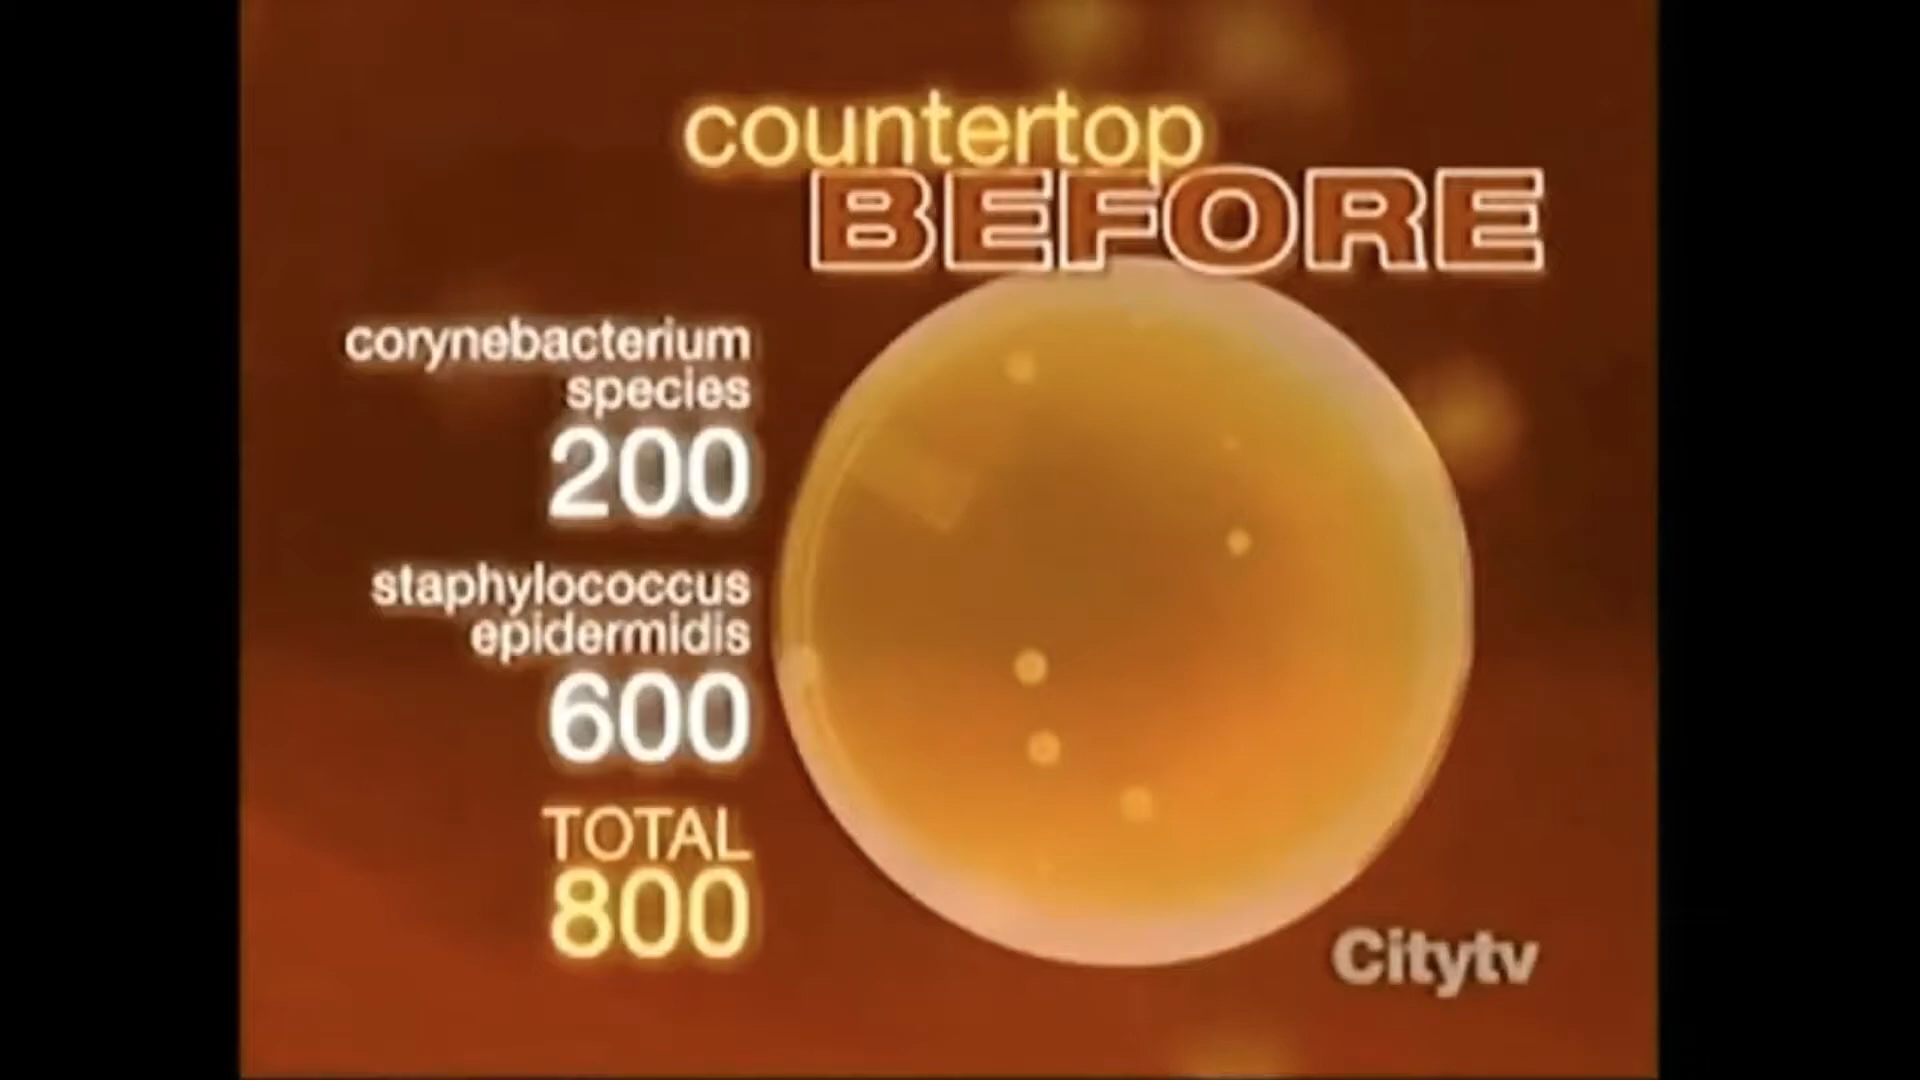 countertop
BEFORE
corynebacterium
species
200
staphylococcus
epidermidis
600
TOTAL
800
Citytv